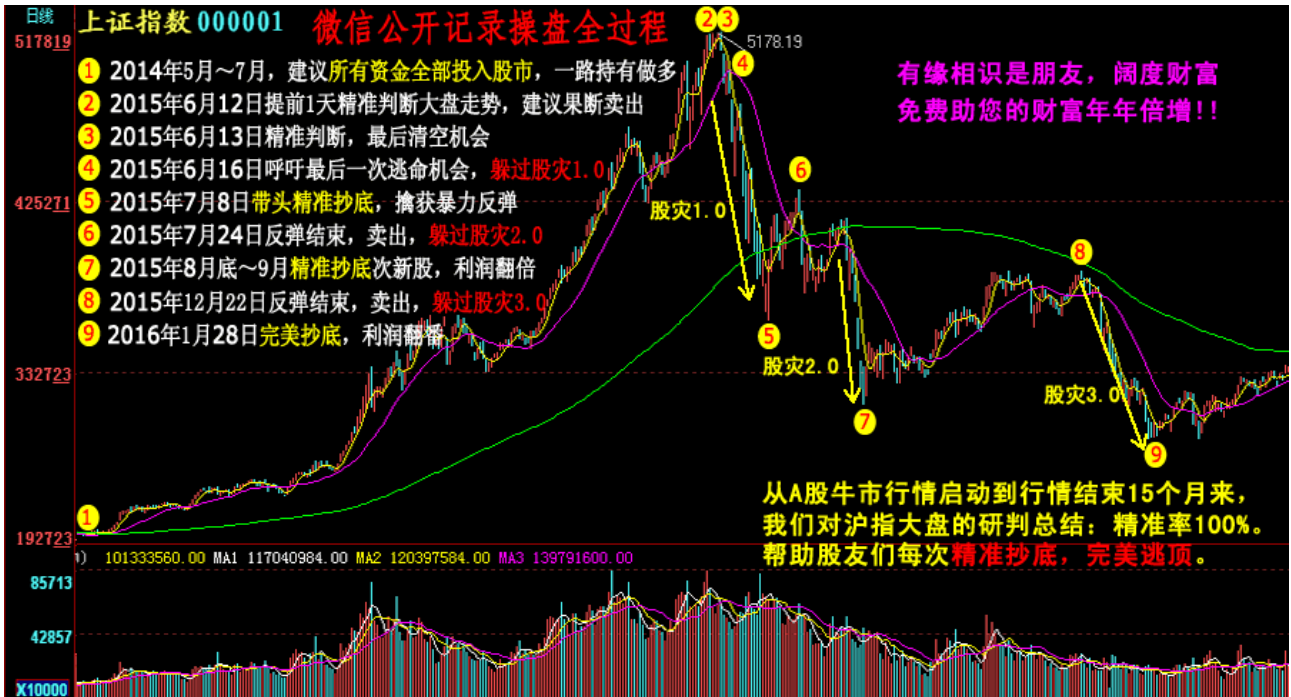 日线
上证指数 000001
微信公开记录操盘全过程
517819
425271
332723
192723
5178.19
有缘相识是朋友，阔度财富
免费助您的财富年年倍增!!
① 2014年5月～7月，建议所有资金全部投入股市，一路持有做多
② 2015年6月12日提前1天精准判断大盘走势，建议果断卖出
③ 2015年6月13日精准判断，最后清空机会
④ 2015年6月16日呼吁最后一次逃命机会，躲过股灾1.0
⑤ 2015年7月8日带头精准抄底，擒获暴力反弹
⑥ 2015年7月24日反弹结束，卖出，躲过股灾2.0
⑦ 2015年8月底～9月精准抄底次新股，利润翻倍
⑧ 2015年12月22日反弹结束，卖出，躲过股灾3.0
⑨ 2016年1月28日完美抄底，利润翻番
①
②③
④
股灾1.0
⑤
⑥
股灾2.0
⑦
⑧
股灾3.0
⑨
从A股牛市行情启动到行情结束15个月来，
我们对沪指大盘的研判总结：精准率100%。
帮助股友们每次精准抄底，完美逃顶。
) 101333560.00 MA1 117040984.00 MA2 120397584.00 MA3 139791600.00
85713
42857
X10000